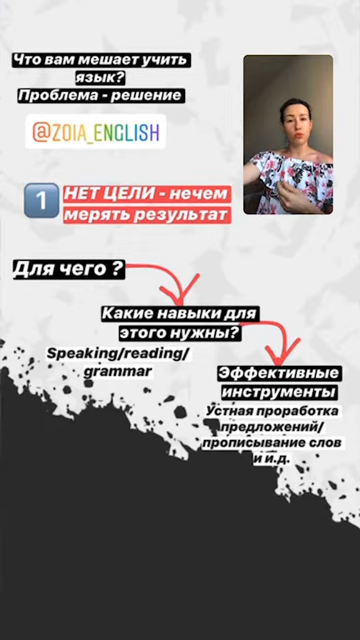 Что вам мешает учить
язык?
Проблема - решение
@ZOIA_ENGLISH
1 НЕТ ЦЕЛИ - нечем
мерять результат
Для чего ?
Какие навыки для
этого нужны?
Speaking/reading/
grammar
Эффективные
инструменты
Устная проработка
предложений/
прописывание слов
и и.д.